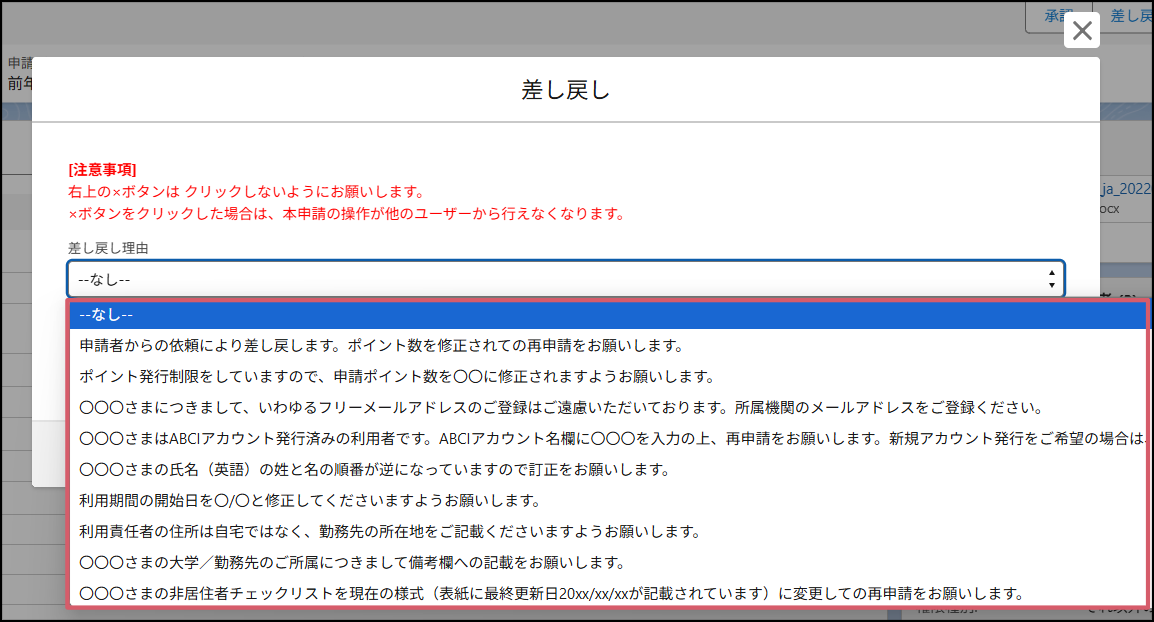 承認
差し戻
申請
前年
差し戻し
[注意事項]
右上の×ボタンは クリックしないようにお願いします。
×ボタンをクリックした場合は、本申請の操作が他のユーザーから行えなくなります。
_ja_2022
ocx
差し戻し理由
--なし--
--なし--
申請者からの依頼により差し戻します。ポイント数を修正されての再申請をお願いします。
ポイント発行制限をしていますので、申請ポイント数を〇〇に修正されますようお願いします。
〇〇〇さまにつきまして、いわゆるフリーメールアドレスのご登録はご遠慮いただいております。所属機関のメールアドレスをご登録ください。
〇〇〇さまはABCIアカウント発行済みの利用者です。ABCIアカウント名欄に〇〇〇を入力の上、再申請をお願いします。新規アカウント発行をご希望の場合は
〇〇〇さまの氏名（英語）の姓と名の順番が逆になっていますので訂正をお願いします。
利用期間の開始日を〇/〇と修正してくださいますようお願いします。
利用責任者の住所は自宅ではなく、勤務先の所在地をご記載くださいますようお願いします。
〇〇〇さまの大学／勤務先のご所属につきまして備考欄への記載をお願いします。
〇〇〇さまの非居住者チェックリストを現在の様式（表紙に最終更新日20xx/xx/xxが記載されています）に変更しての再申請をお願いします。